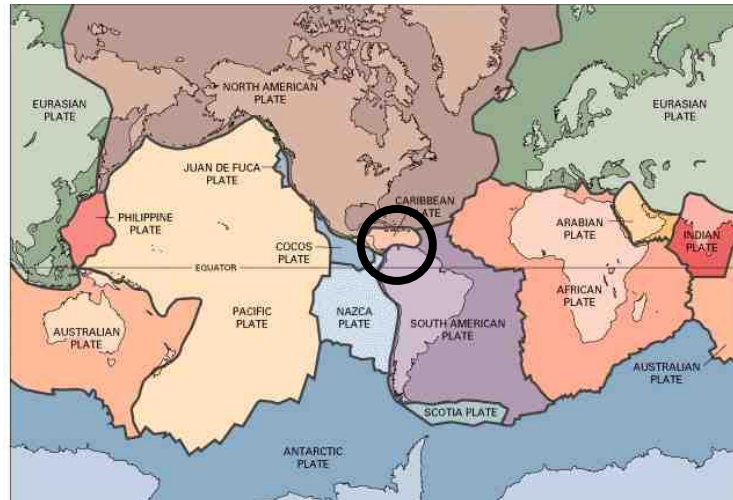 NORTH AMERICAN
PLATE
EURASIAN
PLATE
EURASIAN
PLATE
JUAN DE FUCA
PLATE
CARIBBEAN
PLATE
PHILIPPINE
PLATE
ARABIAN
PLATE
INDIAN
PLATE
COCOS
PLATE
EQUATOR
AFRICAN
PLATE
PACIFIC
PLATE
NAZCA
PLATE
SOUTH AMERICAN
PLATE
AUSTRALIAN
PLATE
AUSTRALIAN
PLATE
SCOTIA PLATE
ANTARCTIC
PLATE